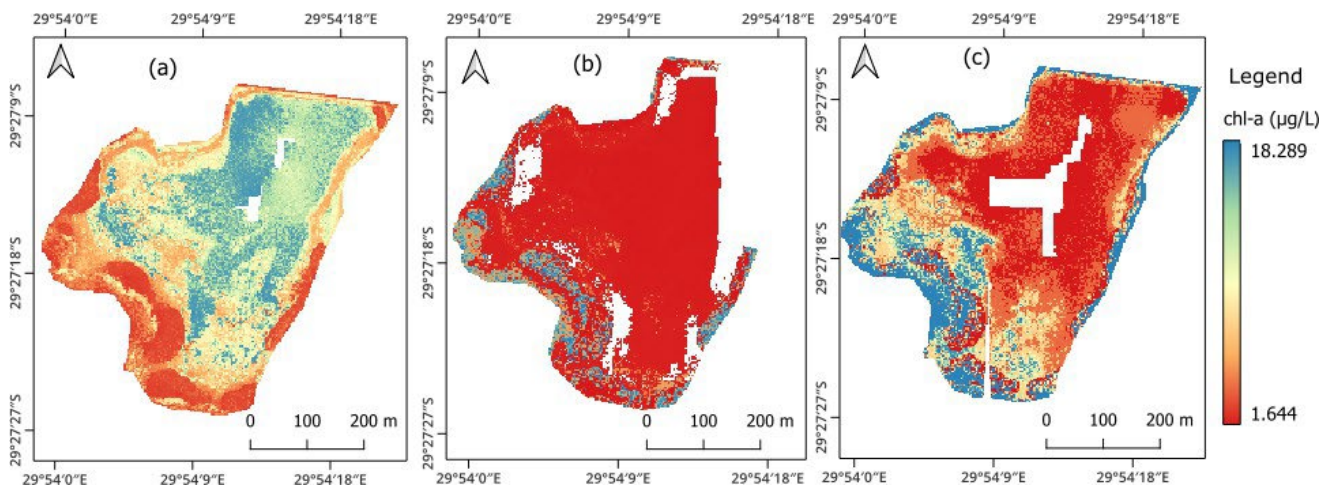 29°54′0″E 29°54′9″E 29°54′18″E 29°54′0″E 29°54′9″E 29°54′18″E 29°54′0″E 29°54′9″E 29°54′18″E
(a) (b) (c)
29°27′9″S 29°27′9″S 29°27′9″S
29°27′18″S 29°27′18″S 29°27′18″S
29°27′27″S 29°27′27″S 29°27′27″S
Legend
chl-a (µg/L)
18.289
1.644
0 100 200 m 0 100 200 m 0 100 200 m
29°54′0″E 29°54′9″E 29°54′18″E 29°54′0″E 29°54′9″E 29°54′18″E 29°54′0″E 29°54′9″E 29°54′18″E